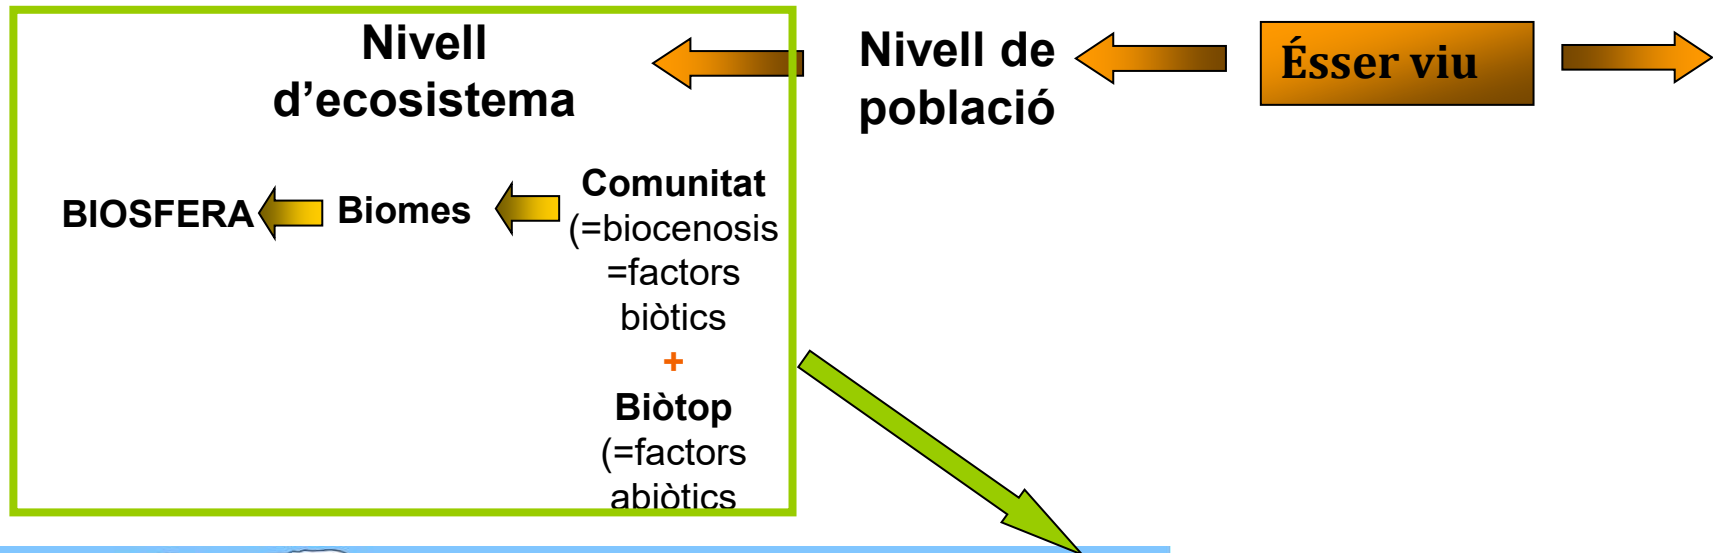 Nivell
d’ecosistema
Nivell de
població
Ésser viu
BIOSFERA
Biomes
Comunitat
(=biocenosis
=factors
biòtics
+
Biòtop
(=factors
abiòtics